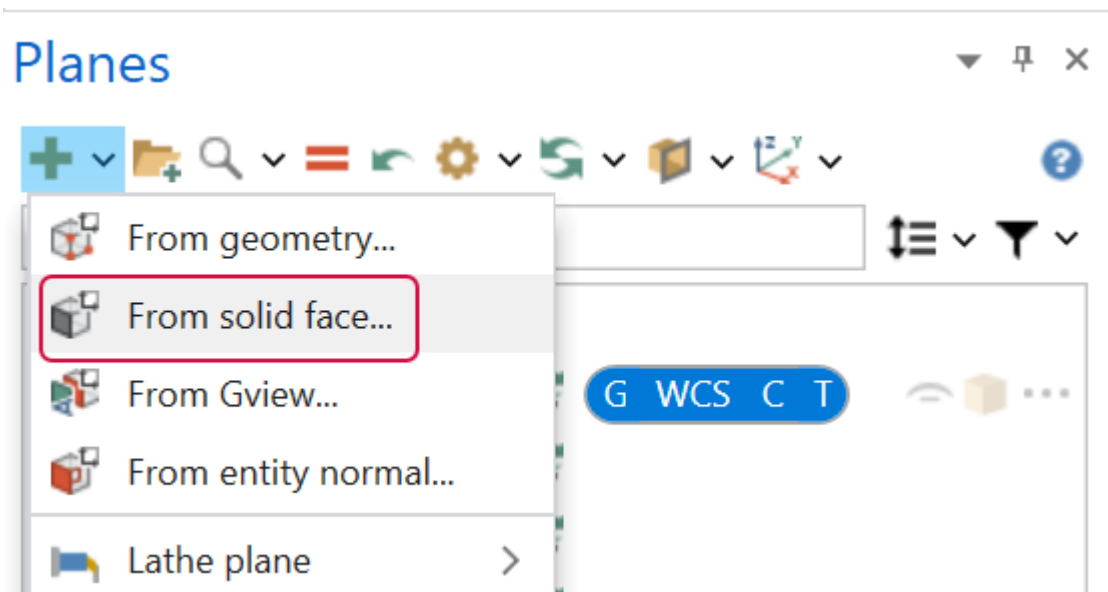 Planes
From geometry...
From solid face...
G WCS C T
From Gview...
From entity normal...
Lathe plane